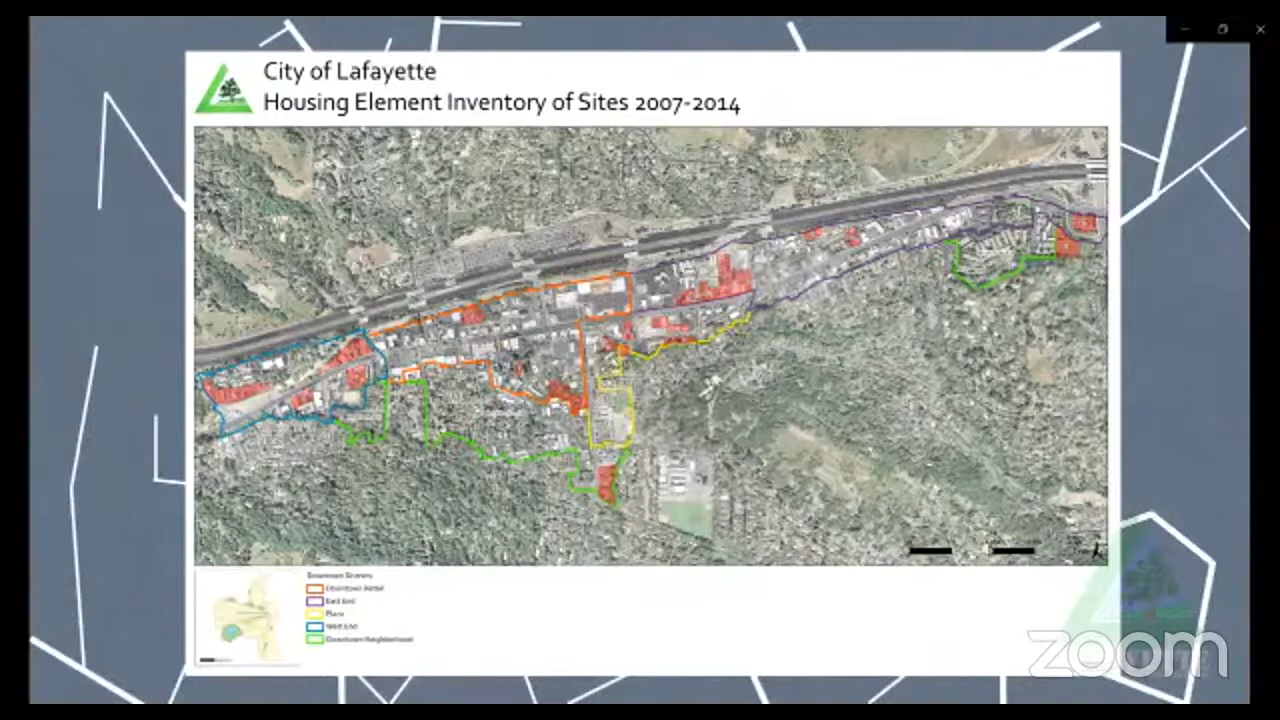 City of Lafayette
Housing Element Inventory of Sites 2007-2014
Downtown Retail
East End
Plaza
West End
Downtown Neighborhood
zoom